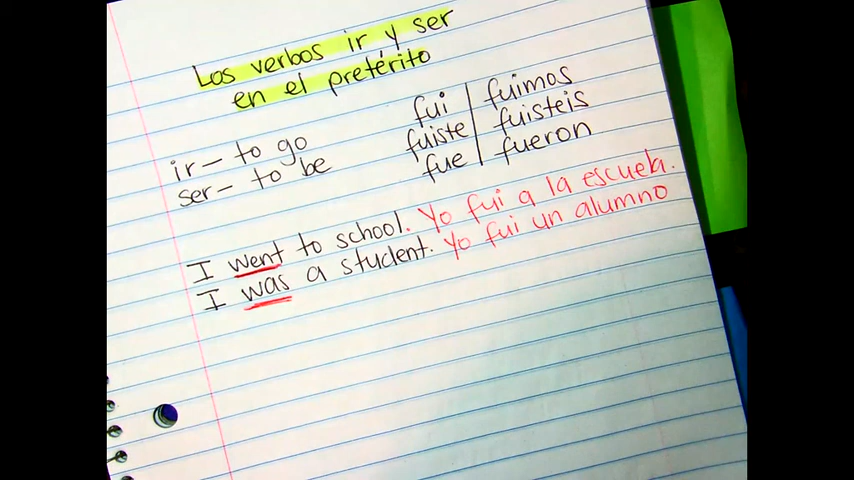 Los verbos ir y ser
en el pretérito
ir - to go
ser - to be
fui | fuimos
fuiste | fuisteis
fue | fueron
I went to school. Yo fui a la escuela.
I was a student. Yo fui un alumno